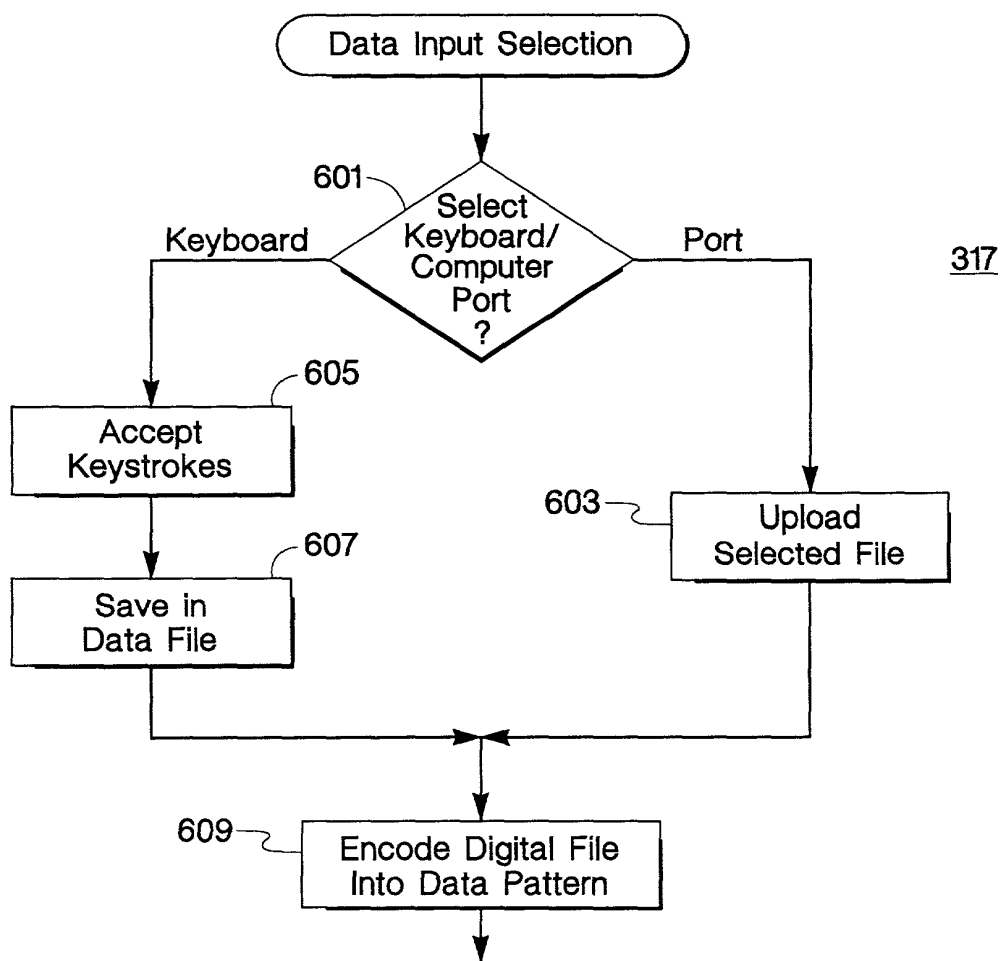 Data Input Selection
601
Select
Keyboard/
Computer
Port
?
Keyboard
Port
317
605
Accept
Keystrokes
603
Upload
Selected File
607
Save in
Data File
609
Encode Digital File
Into Data Pattern